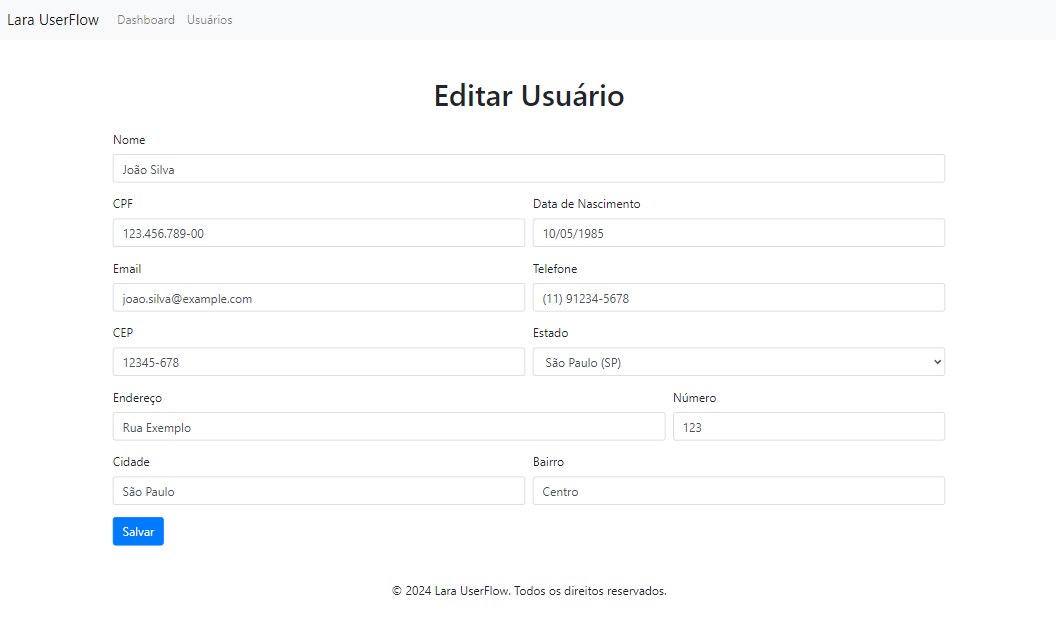 Lara UserFlow Dashboard Usuários
Editar Usuário
Nome
João Silva
CPF Data de Nascimento
123.456.789-00 10/05/1985
Email Telefone
joao.silva@example.com (11) 91234-5678
CEP Estado
12345-678 São Paulo (SP)
Endereço Número
Rua Exemplo 123
Cidade Bairro
São Paulo Centro
Salvar
© 2024 Lara UserFlow. Todos os direitos reservados.